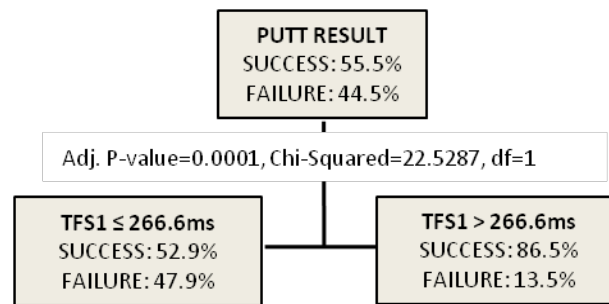 PUTT RESULT
SUCCESS: 55.5%
FAILURE: 44.5%
Adj. P-value=0.0001, Chi-Squared=22.5287, df=1
TFS1 ≤ 266.6ms
SUCCESS: 52.9%
FAILURE: 47.9%
TFS1 > 266.6ms
SUCCESS: 86.5%
FAILURE: 13.5%